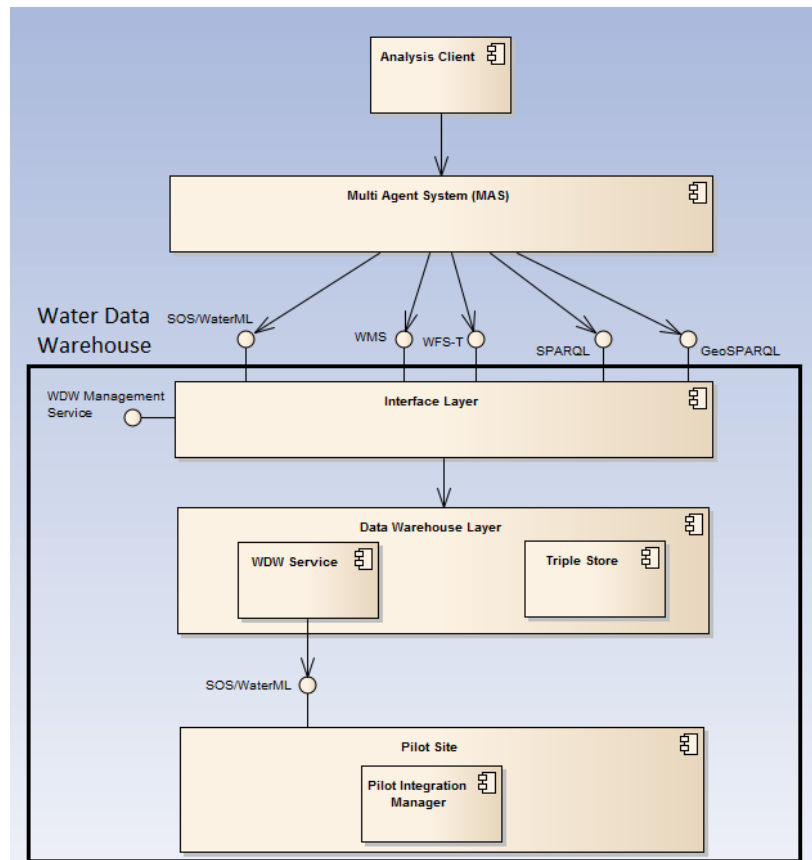 Analysis Client
Multi Agent System (MAS)
Water Data
Warehouse
SOS/WaterML
WMS
WFS-T
SPARQL
GeoSPARQL
WDW Management
Service
Interface Layer
Data Warehouse Layer
WDW Service
Triple Store
SOS/WaterML
Pilot Site
Pilot Integration
Manager